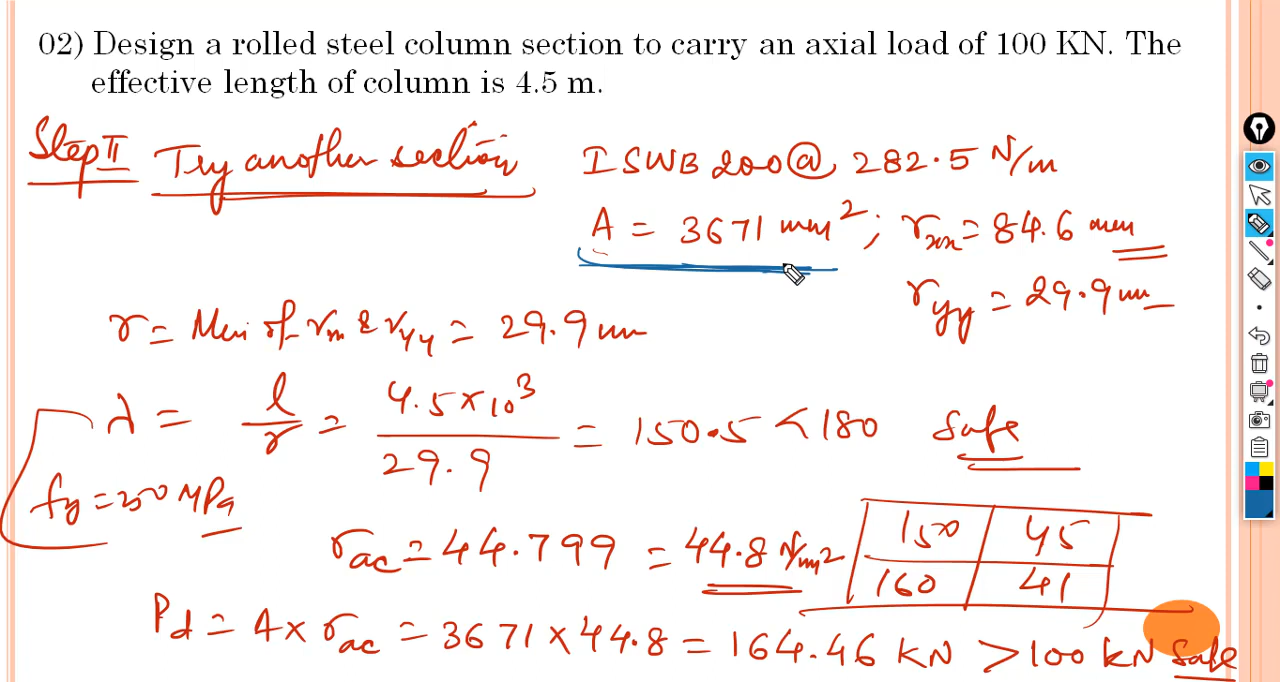 02) Design a rolled steel column section to carry an axial load of 100 KN. The
effective length of column is 4.5 m.
Step II Try another section ISWB 200 @ 282.5 N/m
A = 3671 mm² ; rxx = 84.6 mm
ryy = 29.9 mm
r = Min of rxx & ryy = 29.9 mm
λ = l/r = 4.5×10³/29.9 = 150.5 < 180 Safe
fy = 250 MPa
σac = 44.799 = 44.8 N/mm²
150 45
160 41
Pd = A × σac = 3671 × 44.8 = 164.46 KN > 100 KN Safe